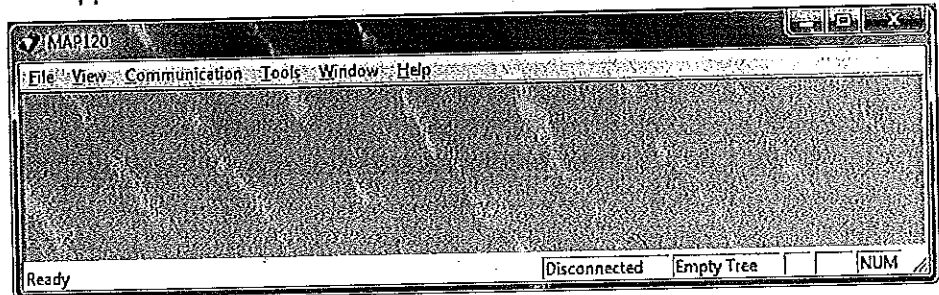 MAP120
File View Communication Tools Window Help
Ready Disconnected Empty Tree NUM